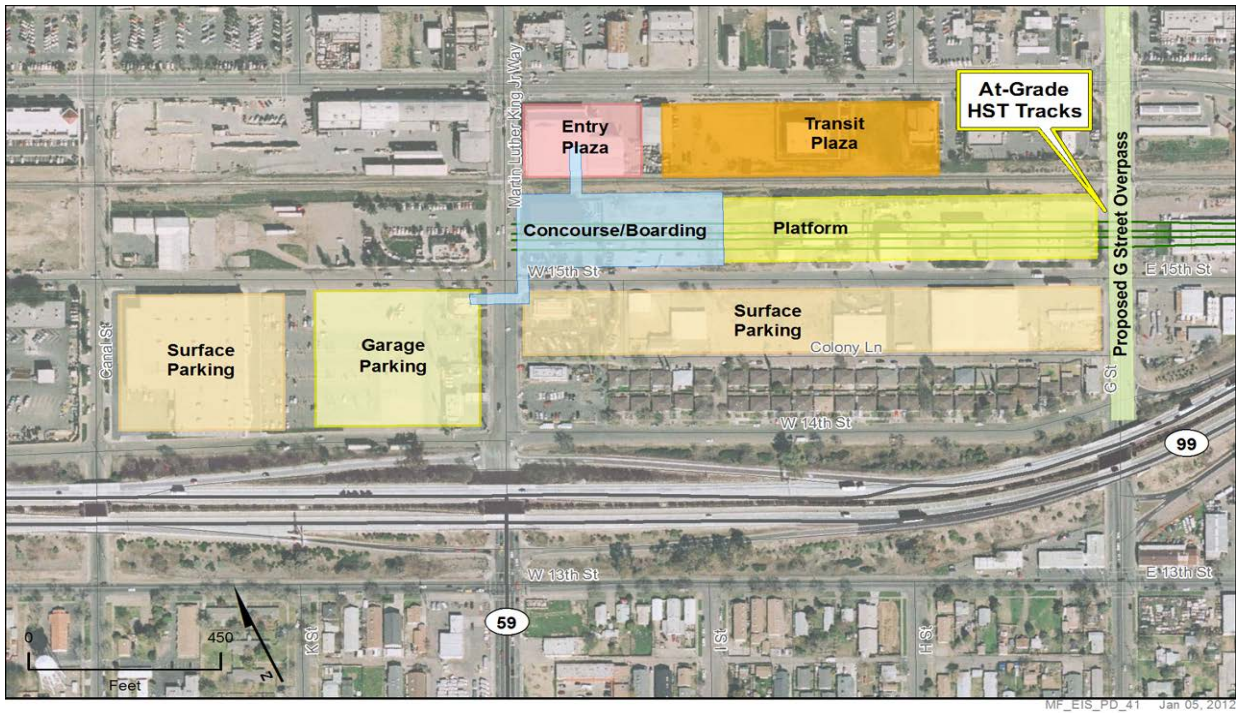 Martin Luther King Jr Way
At-Grade
HST Tracks
Entry
Plaza
Transit
Plaza
Proposed G Street Overpass
Concourse/Boarding
Platform
W 15th St
E 15th St
Canal St
Surface
Parking
Garage
Parking
Surface
Parking
Colony Ln
G St
W 14th St
99
W 13th St
E 13th St
59
K St
I St
H St
0
450
Feet
N
MF_EIS_PD_41 Jan 05, 2012